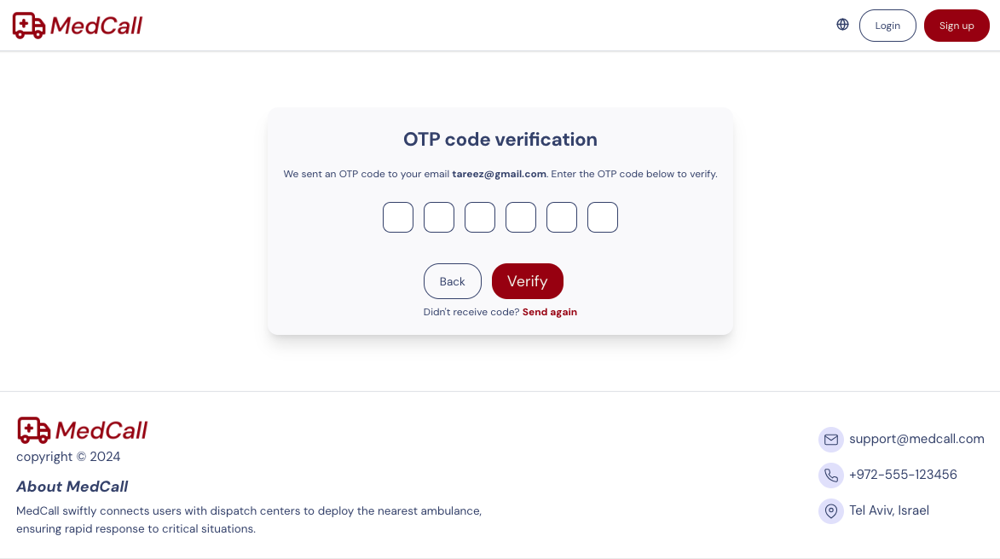 MedCall
Login
Sign up
OTP code verification
We sent an OTP code to your email tareez@gmail.com. Enter the OTP code below to verify.
Back
Verify
Didn't receive code? Send again
MedCall
copyright © 2024
About MedCall
MedCall swiftly connects users with dispatch centers to deploy the nearest ambulance,
ensuring rapid response to critical situations.
support@medcall.com
+972-555-123456
Tel Aviv, Israel